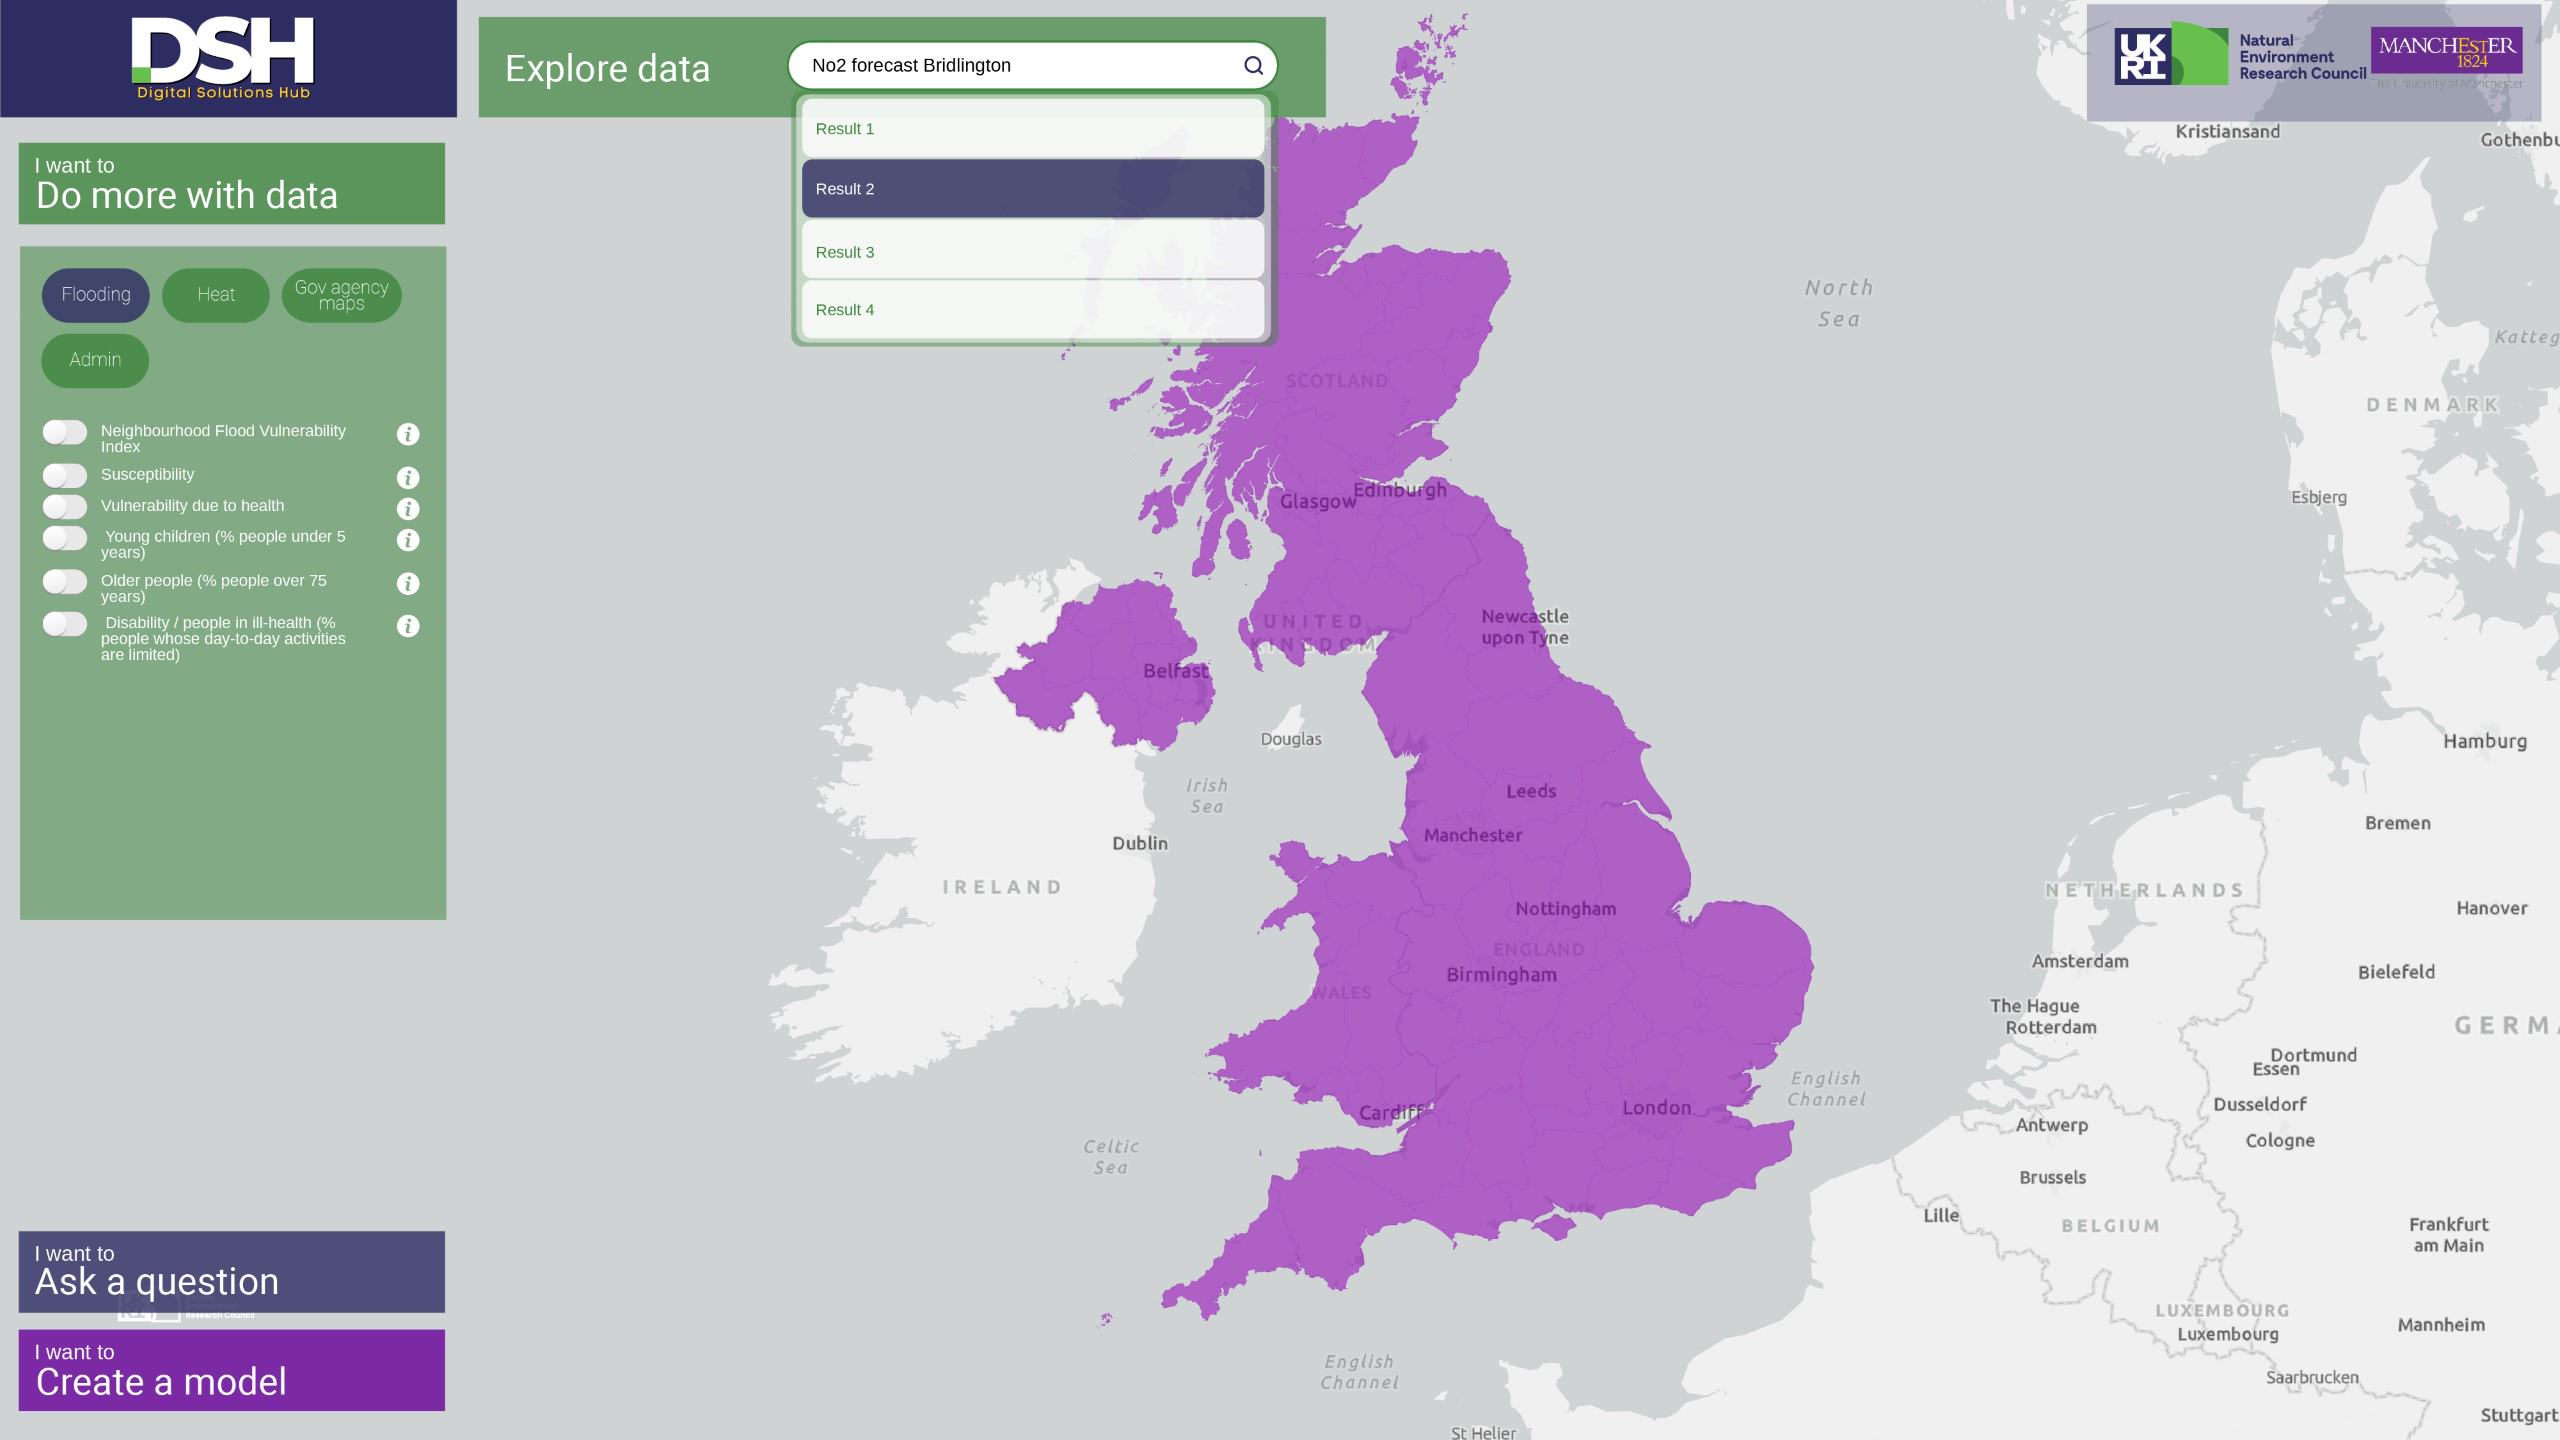 DSH
Digital Solutions Hub
Explore data
No2 forecast Bridlington
Result 1
Result 2
Result 3
Result 4
UK
RI
Natural
Environment
Research Council
MANCHEstER
1824
The University of Manchester
I want to
Do more with data
Flooding
Heat
Gov agency
maps
Admin
Neighbourhood Flood Vulnerability
Index
Susceptibility
Vulnerability due to health
Young children (% people under 5
years)
Older people (% people over 75
years)
Disability / people in ill-health (%
people whose day-to-day activities
are limited)
I want to
Ask a question
Research Council
I want to
Create a model
Kristiansand
Gothenbu
North
Sea
Katteg
SCOTLAND
DENMARK
Glasgow
Edinburgh
Esbjerg
UNITED
KINGDOM
Newcastle
upon Tyne
Belfast
Douglas
Hamburg
Irish
Sea
Leeds
Bremen
Manchester
Dublin
IRELAND
NETHERLANDS
Nottingham
Hanover
ENGLAND
Amsterdam
Birmingham
Bielefeld
WALES
The Hague
Rotterdam
GERMA
Dortmund
Essen
English
Channel
Cardiff
London
Dusseldorf
Antwerp
Cologne
Celtic
Sea
Brussels
Lille
BELGIUM
Frankfurt
am Main
LUXEMBOURG
Luxembourg
Mannheim
English
Channel
Saarbrucken
Stuttgart
St Helier